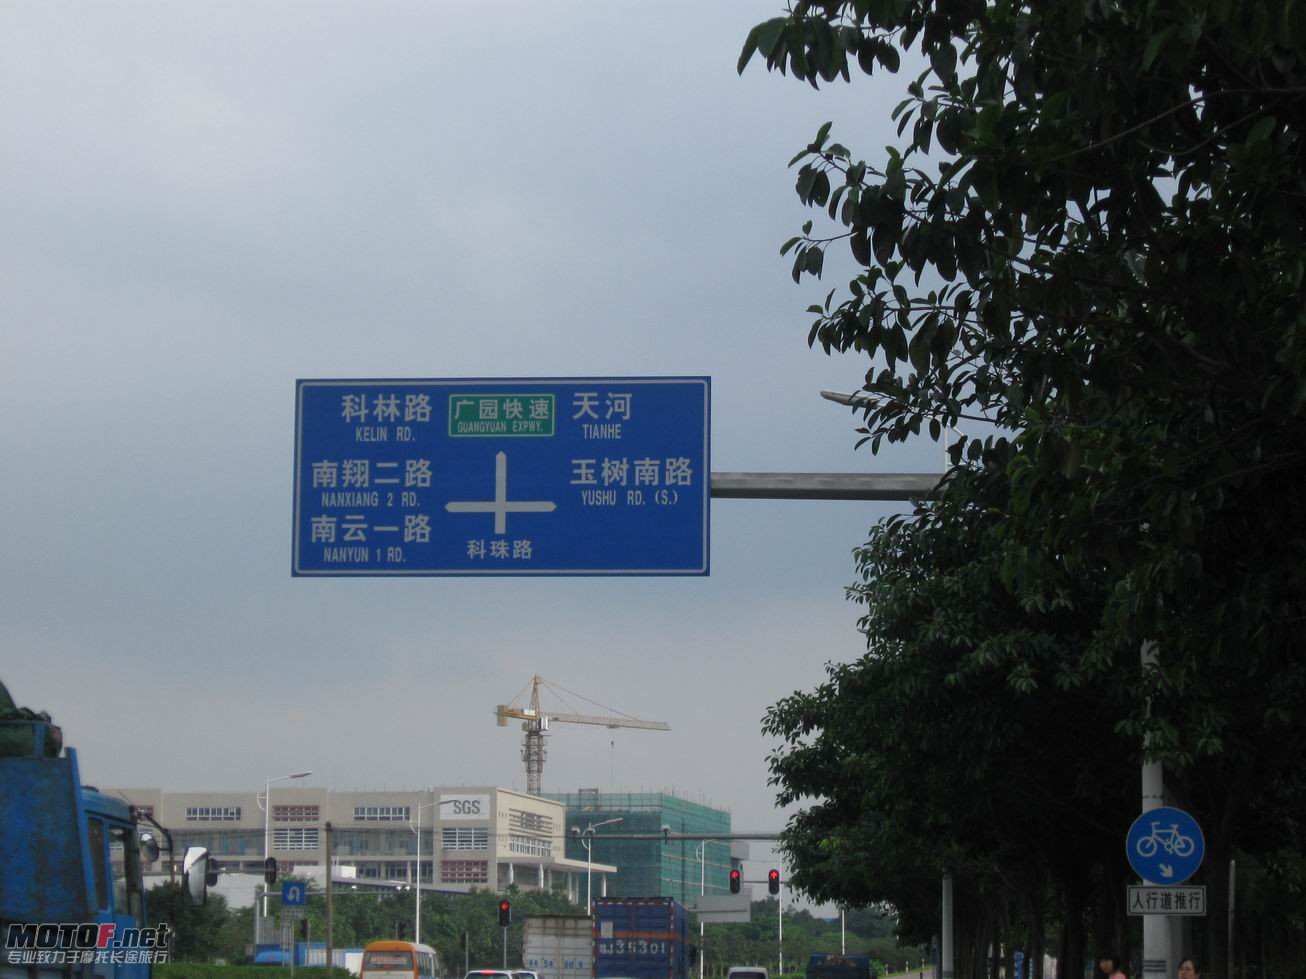 科林路
KELIN RD.
广园快速
GUANGYUAN EXPWY.
天河
TIANHE
南翔二路
NANXIANG 2 RD.
玉树南路
YUSHU RD. (S.)
南云一路
NANYUN 1 RD.
科珠路
SGS
人行道推行
MOTOF.net
专业致力于摩托长途旅行